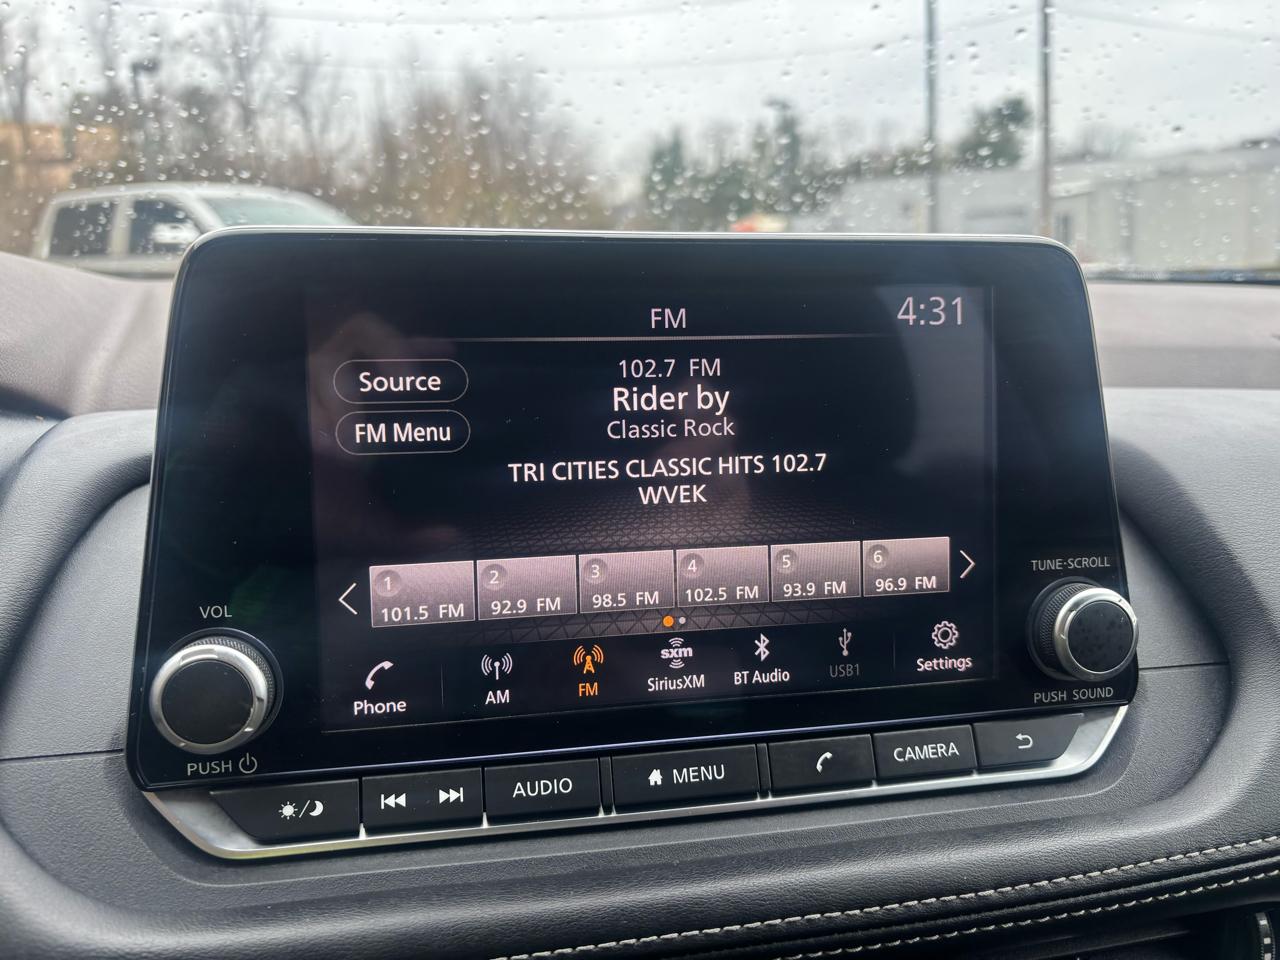 FM
4:31
Source
FM Menu
102.7 FM
Rider by
Classic Rock
TRI CITIES CLASSIC HITS 102.7
WVEK
1
101.5 FM
2
92.9 FM
3
98.5 FM
4
102.5 FM
5
93.9 FM
6
96.9 FM
Phone
AM
FM
sxm
SiriusXM
BT Audio
USB1
Settings
VOL
PUSH
TUNE·SCROLL
PUSH SOUND
AUDIO
MENU
CAMERA